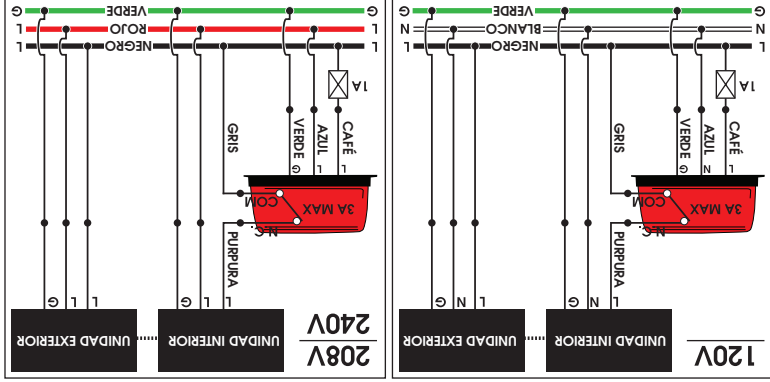 120V
UNIDAD INTERIOR
UNIDAD EXTERIOR
L N G
L N G
PURPURA
N.C.
3A MAX
COM
L N G
CAFÉ
AZUL
VERDE
GRIS
1A
L NEGRO L
N BLANCO N
G VERDE G
208V
240V
UNIDAD INTERIOR
UNIDAD EXTERIOR
L L G
L L G
PURPURA
N.C.
3A MAX
COM
L L G
CAFÉ
AZUL
VERDE
GRIS
1A
L NEGRO L
L ROJO L
G VERDE G